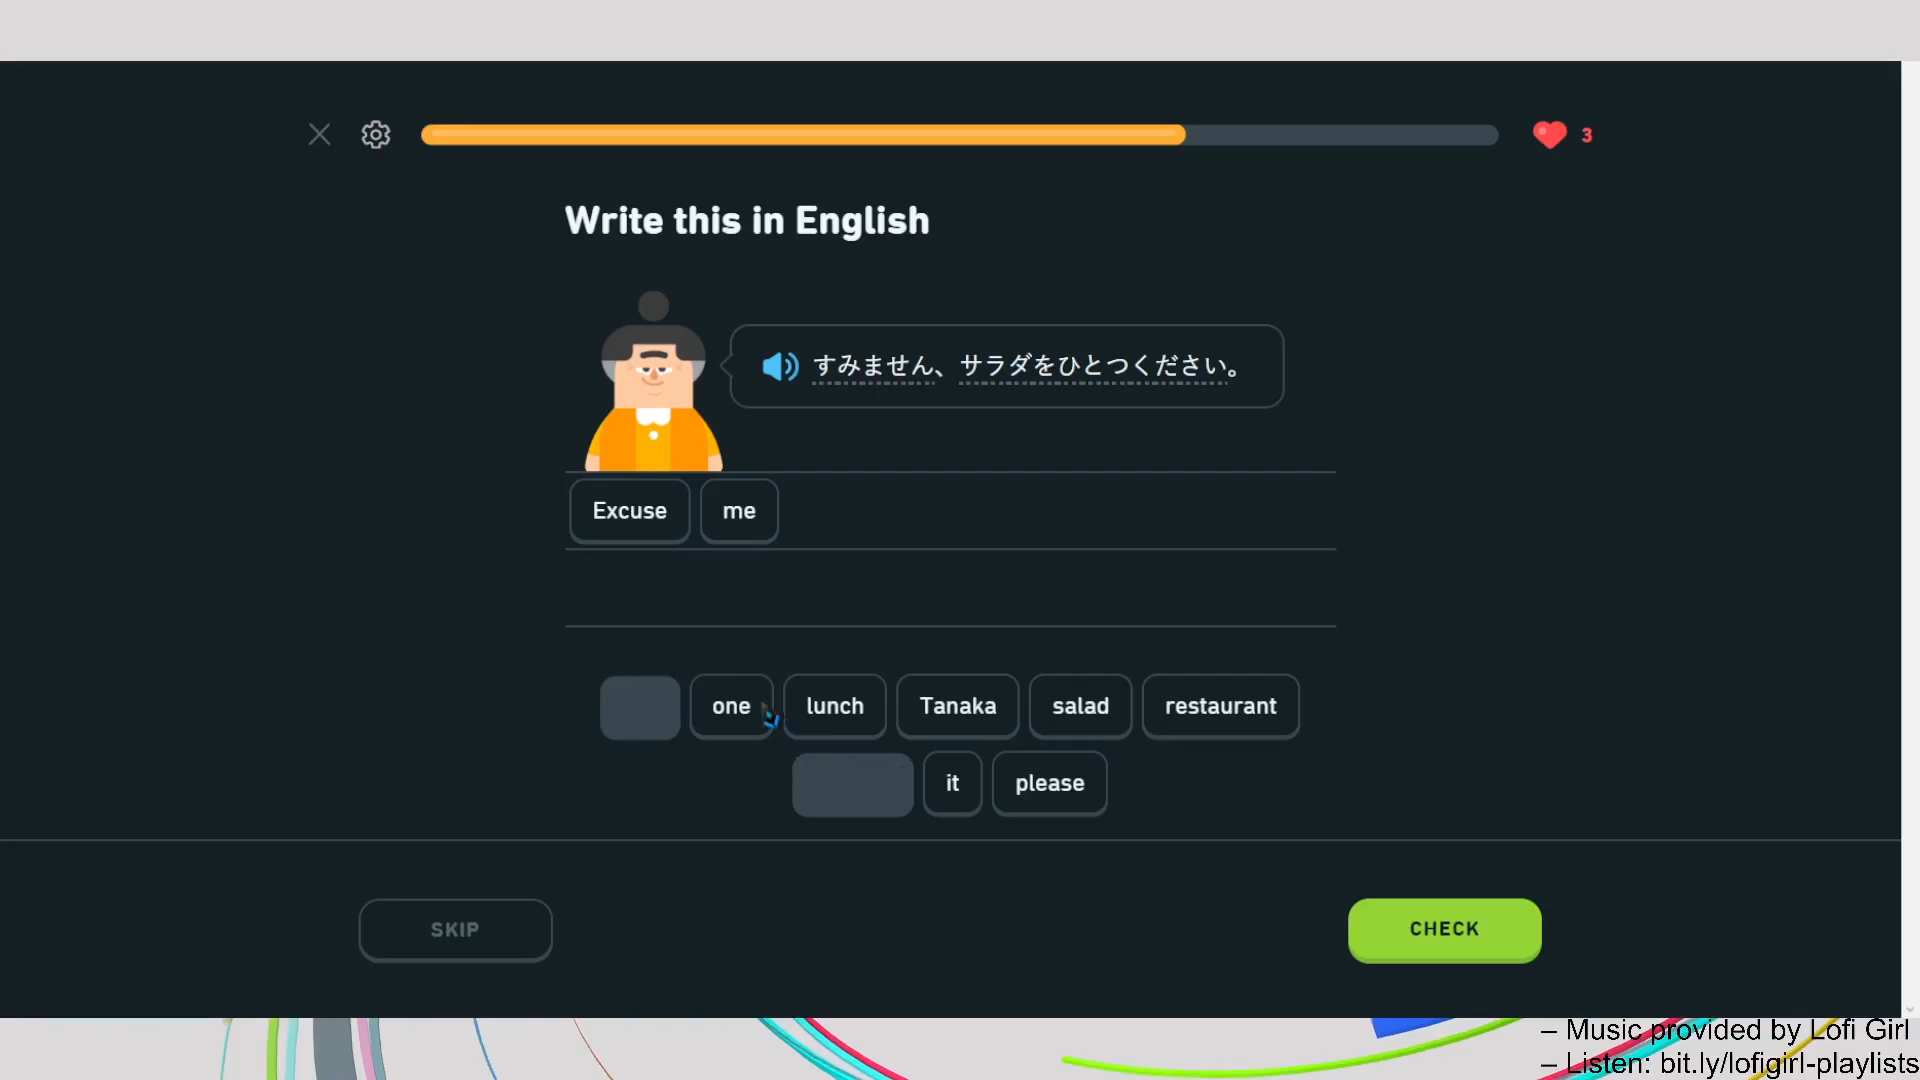 3
Write this in English
すみません、サラダをひとつください。
Excuse me
one lunch Tanaka salad restaurant
it please
SKIP CHECK
– Music provided by Lofi Girl
– Listen: bit.ly/lofigirl-playlists